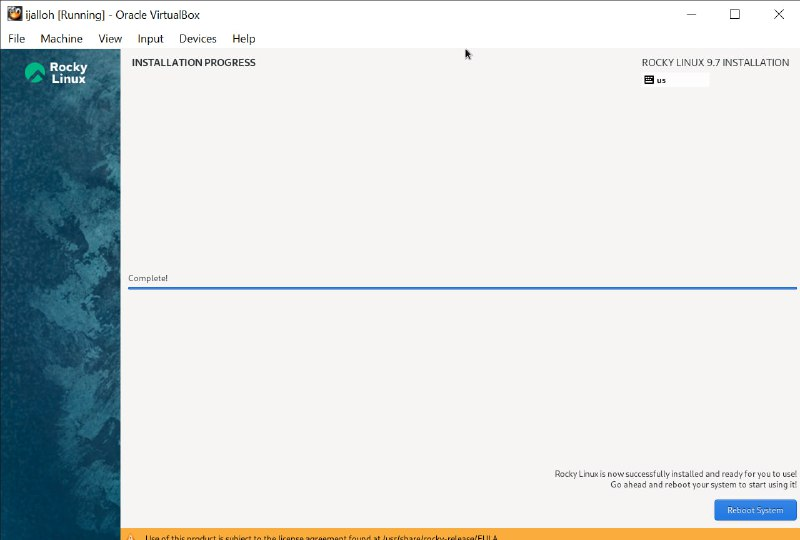 ijalloh [Running] - Oracle VirtualBox
File Machine View Input Devices Help
Rocky
Linux
INSTALLATION PROGRESS
ROCKY LINUX 9.7 INSTALLATION
us
Complete!
Rocky Linux is now successfully installed and ready for you to use!
Go ahead and reboot your system to start using it!
Reboot System
Use of this product is subject to the license agreement found at /usr/share/rocky-release/EULA